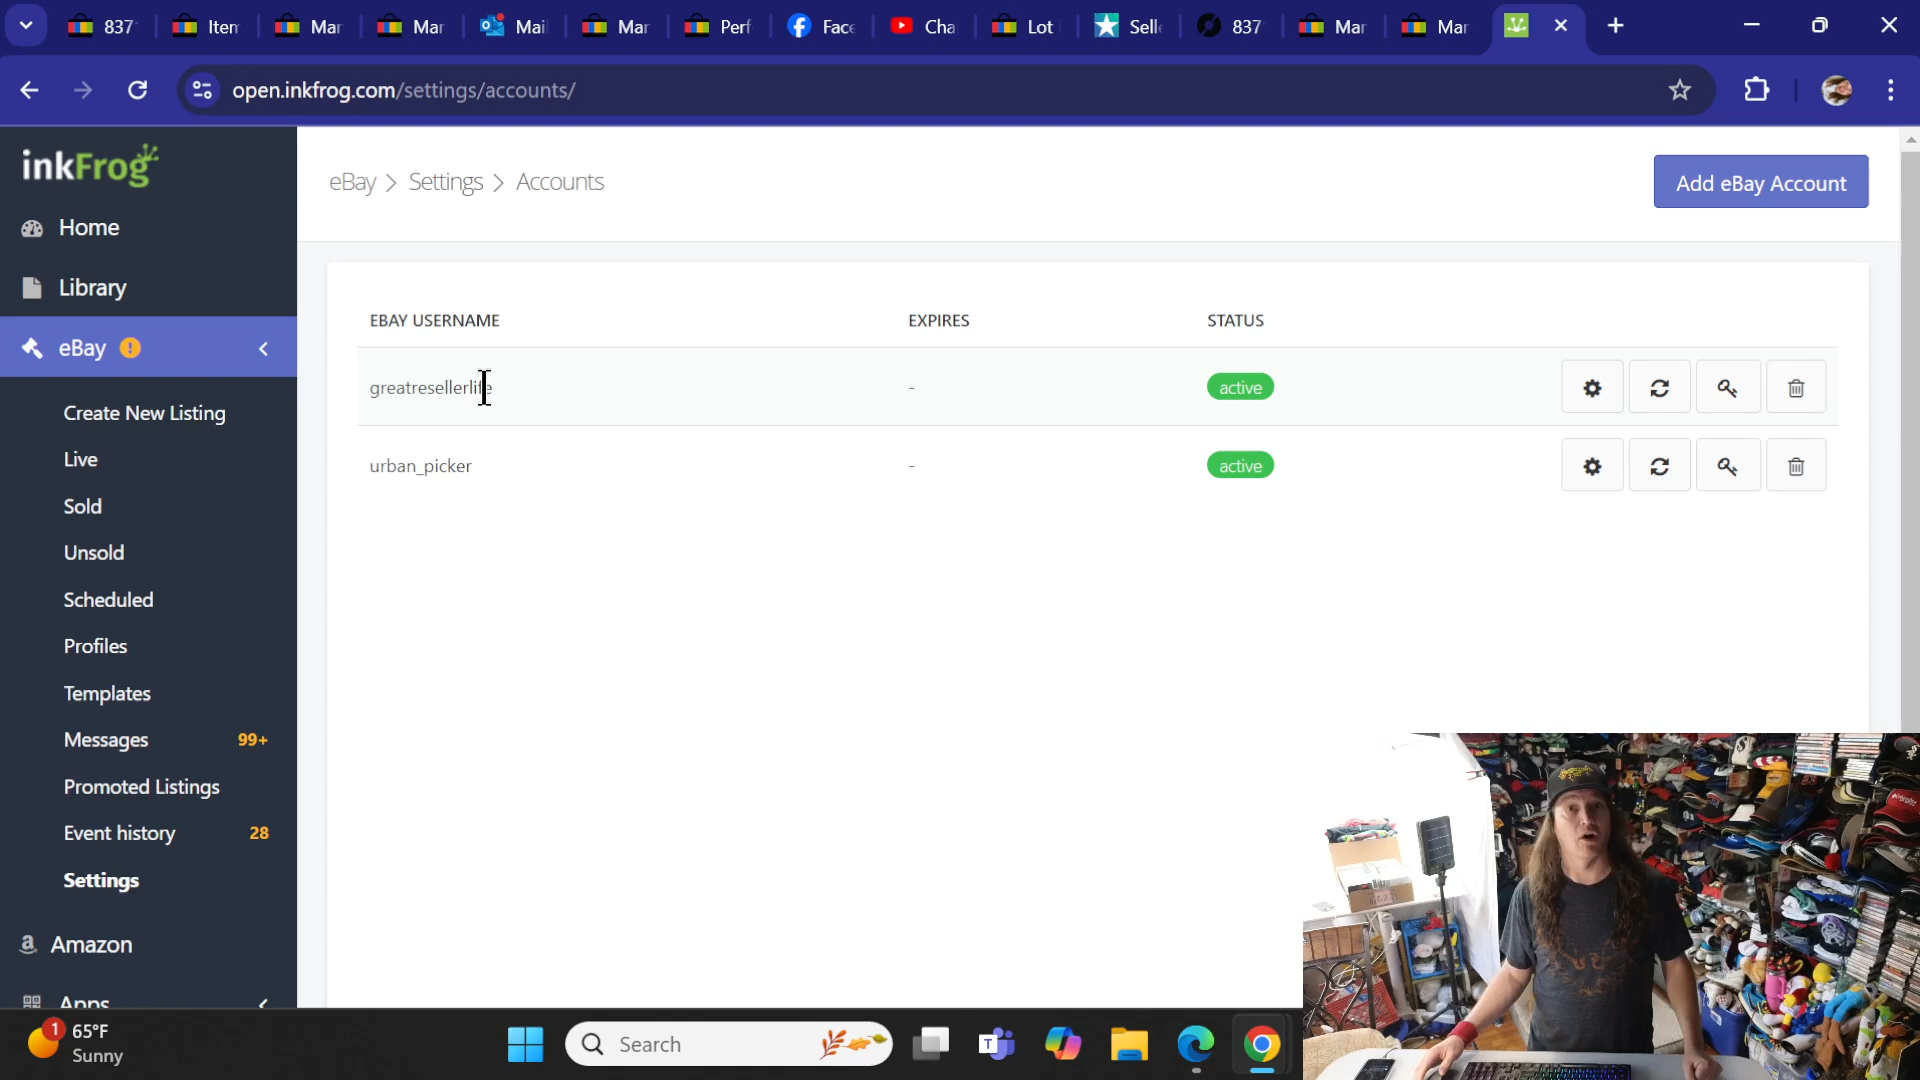 837
Iten
Mar
Mar
Mai
Mar
Perf
Face
Cha
Lot
Selle
837
Mar
Mar
open.inkfrog.com/settings/accounts/
inkFrog
Home
Library
eBay
Create New Listing
Live
Sold
Unsold
Scheduled
Profiles
Templates
Messages 99+
Promoted Listings
Event history 28
Settings
Amazon
Apps
eBay > Settings > Accounts
Add eBay Account
EBAY USERNAME EXPIRES STATUS
greatresellerlife - active
urban_picker - active
1
65°F
Sunny
Search